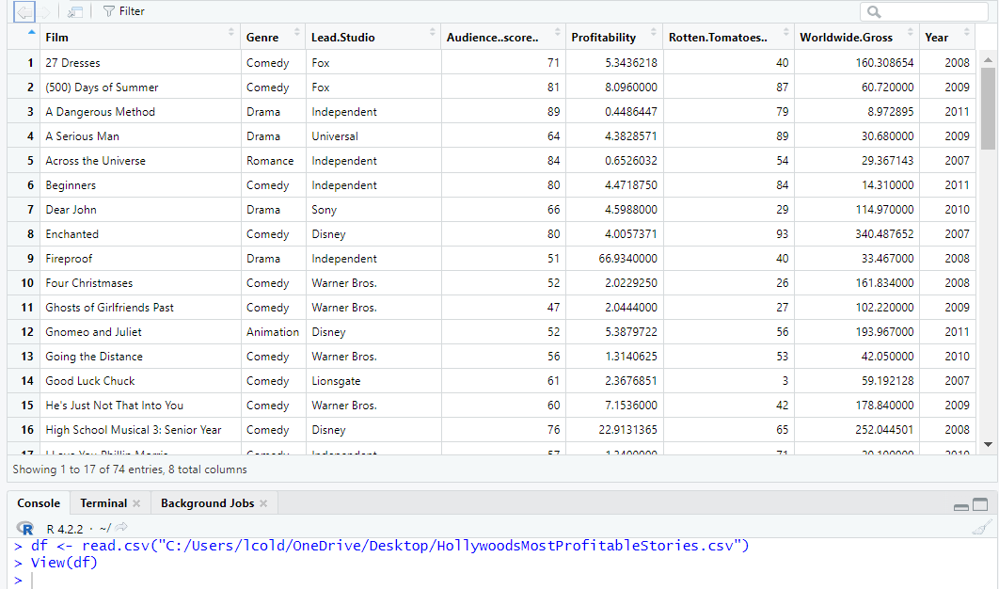 Filter
Film Genre Lead.Studio Audience..score.. Profitability Rotten.Tomatoes.. Worldwide.Gross Year
1 27 Dresses Comedy Fox 71 5.3436218 40 160.308654 2008
2 (500) Days of Summer Comedy Fox 81 8.0960000 87 60.720000 2009
3 A Dangerous Method Drama Independent 89 0.4486447 79 8.972895 2011
4 A Serious Man Drama Universal 64 4.3828571 89 30.680000 2009
5 Across the Universe Romance Independent 84 0.6526032 54 29.367143 2007
6 Beginners Comedy Independent 80 4.4718750 84 14.310000 2011
7 Dear John Drama Sony 66 4.5988000 29 114.970000 2010
8 Enchanted Comedy Disney 80 4.0057371 93 340.487652 2007
9 Fireproof Drama Independent 51 66.9340000 40 33.467000 2008
10 Four Christmases Comedy Warner Bros. 52 2.0229250 26 161.834000 2008
11 Ghosts of Girlfriends Past Comedy Warner Bros. 47 2.0444000 27 102.220000 2009
12 Gnomeo and Juliet Animation Disney 52 5.3879722 56 193.967000 2011
13 Going the Distance Comedy Warner Bros. 56 1.3140625 53 42.050000 2010
14 Good Luck Chuck Comedy Lionsgate 61 2.3676851 3 59.192128 2007
15 He's Just Not That Into You Comedy Warner Bros. 60 7.1536000 42 178.840000 2009
16 High School Musical 3: Senior Year Comedy Disney 76 22.9131365 65 252.044501 2008
17 I Love You Phillip Morris Comedy Independent 57 71 2010
Showing 1 to 17 of 74 entries, 8 total columns
Console Terminal Background Jobs
R R 4.2.2 · ~/
> df <- read.csv("C:/Users/lcold/OneDrive/Desktop/HollywoodsMostProfitableStories.csv")
> View(df)
>